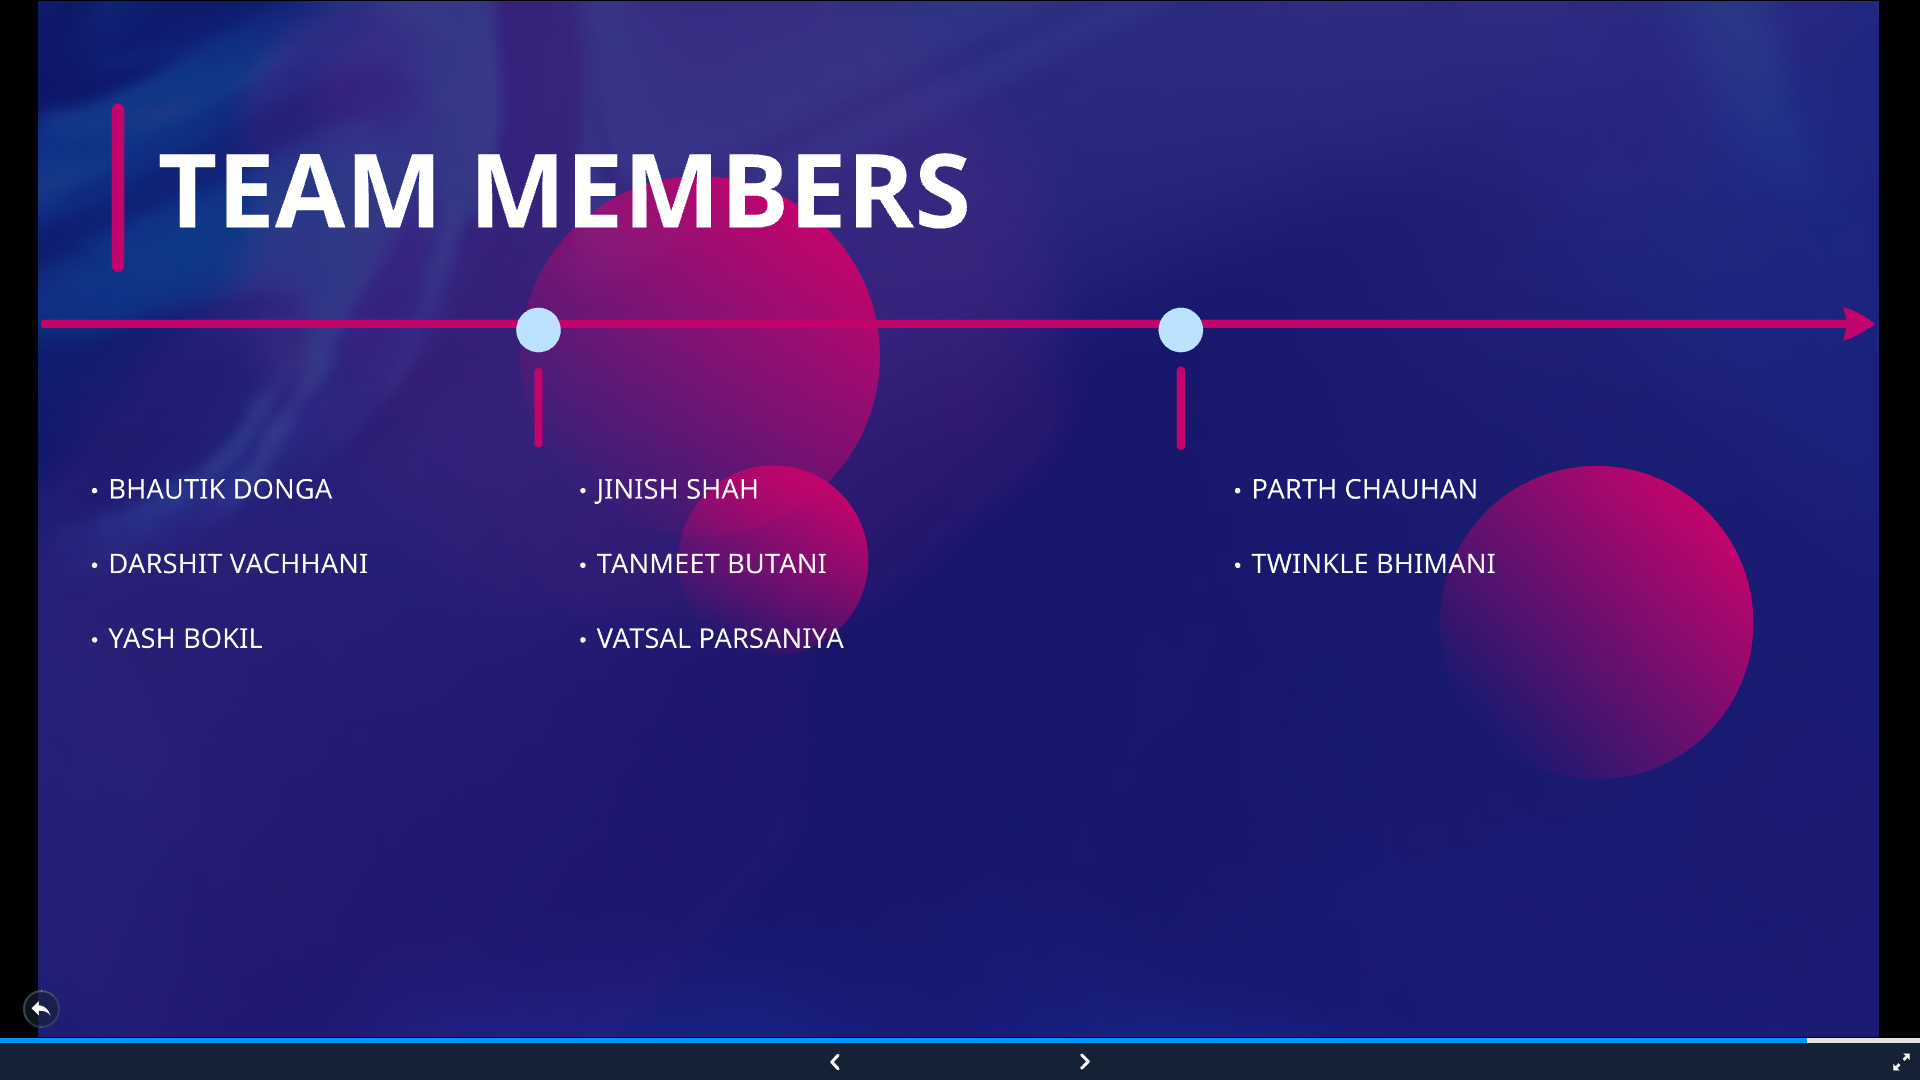 TEAM MEMBERS
• BHAUTIK DONGA
• DARSHIT VACHHANI
• YASH BOKIL
• JINISH SHAH
• TANMEET BUTANI
• VATSAL PARSANIYA
• PARTH CHAUHAN
• TWINKLE BHIMANI